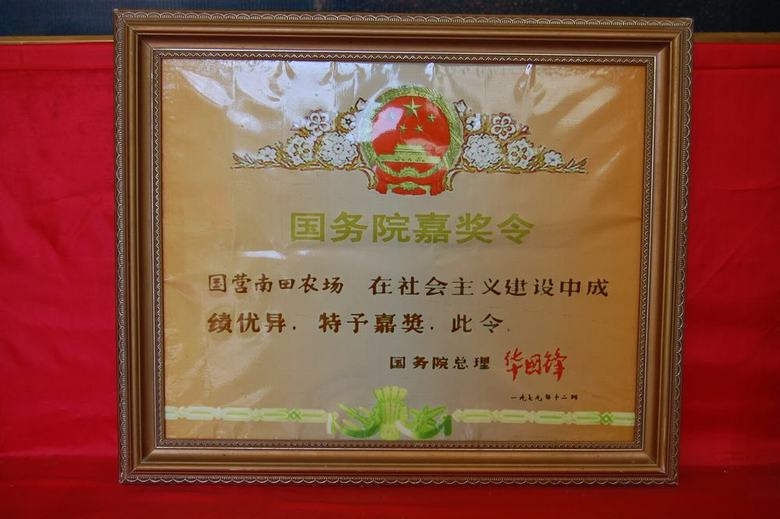 国务院嘉奖令
国营南田农场 在社会主义建设中成
绩优异，特予嘉奖，此令。
国务院总理 华国锋
一九七九年十二月